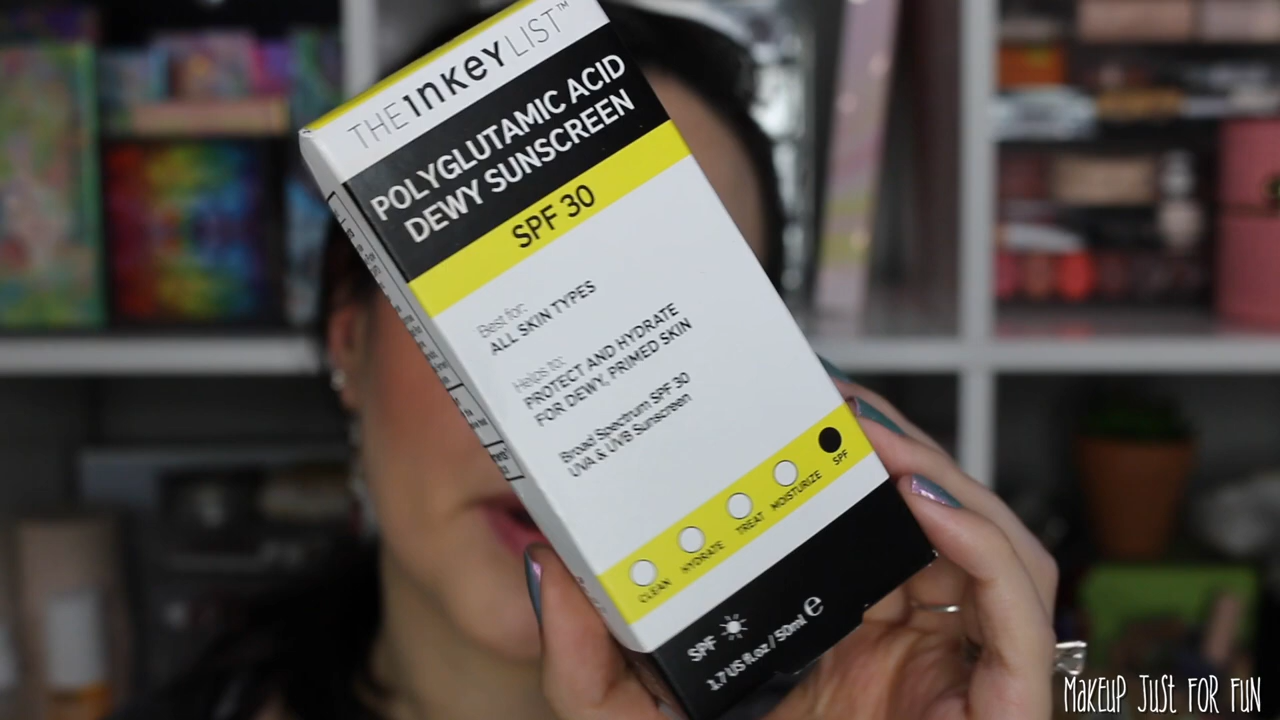 THE INKEY LIST™
POLYGLUTAMIC ACID
DEWY SUNSCREEN
SPF 30
Best for:
ALL SKIN TYPES
Helps to:
PROTECT AND HYDRATE
FOR DEWY, PRIMED SKIN
Broad Spectrum SPF 30
UVA & UVB Sunscreen
CLEAN HYDRATE TREAT MOISTURIZE SPF
SPF
1.7 US fl.oz / 50ml ℮
MAKEUP JUST FOR FUN